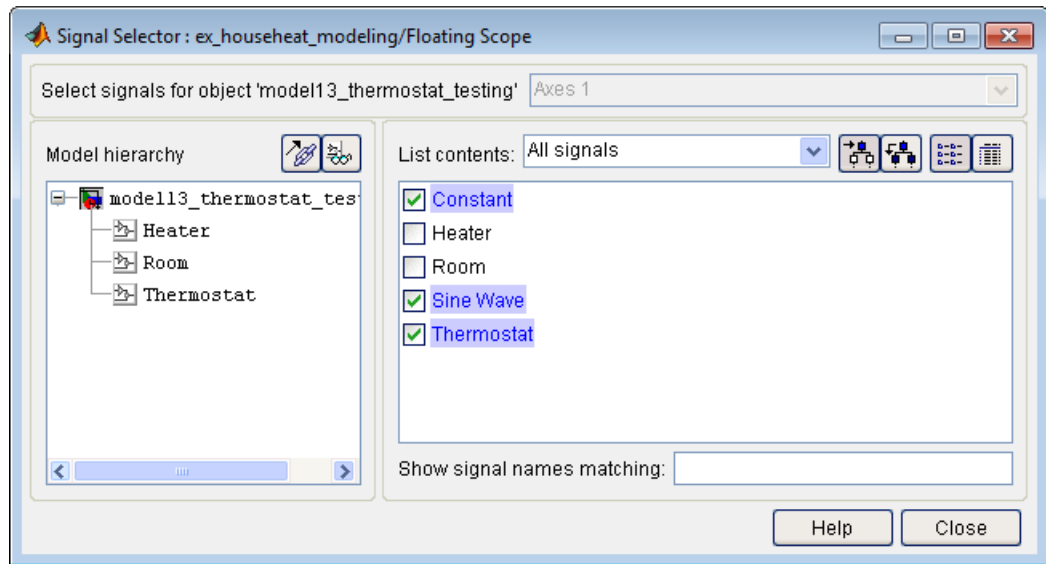 Signal Selector : ex_househeat_modeling/Floating Scope
Select signals for object 'model13_thermostat_testing' Axes 1
Model hierarchy
model13_thermostat_tes
Heater
Room
Thermostat
List contents: All signals
Constant
Heater
Room
Sine Wave
Thermostat
Show signal names matching:
Help Close